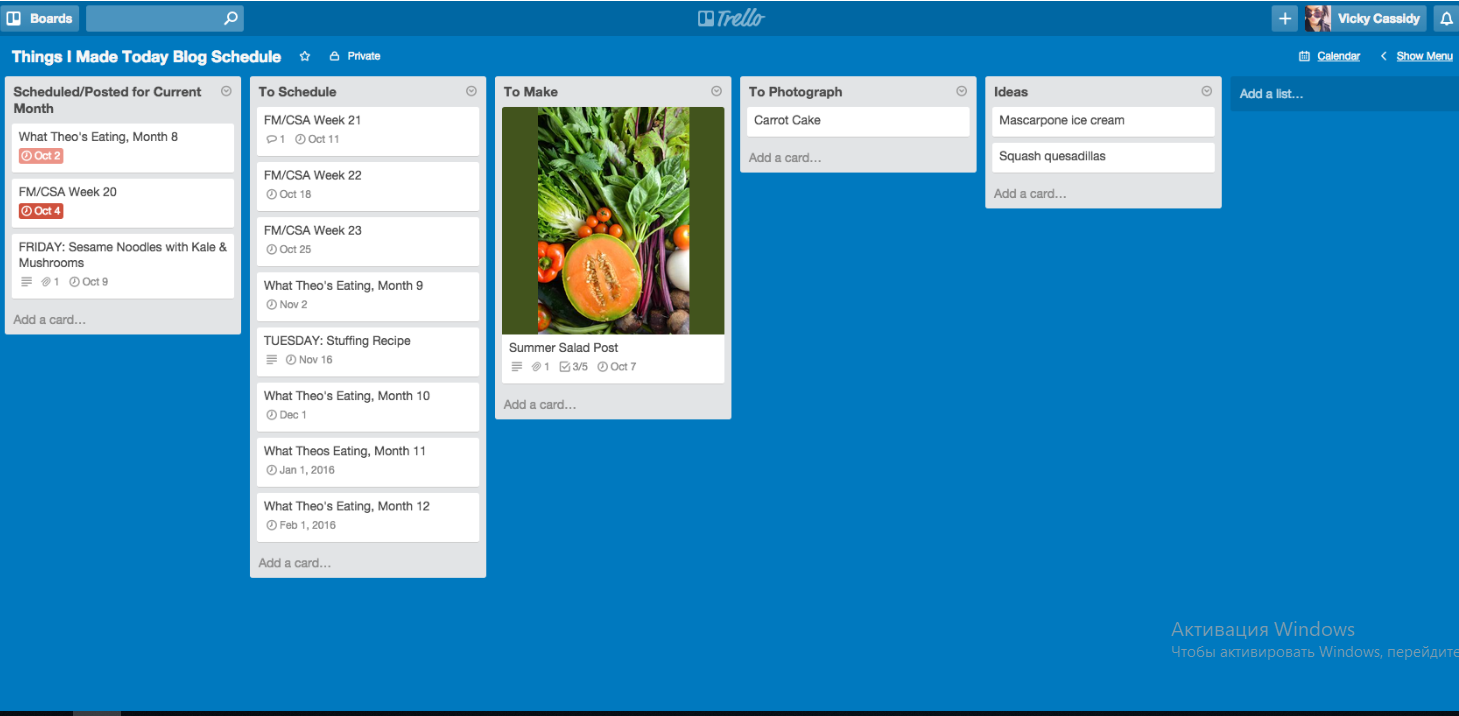 Boards
Trello
Vicky Cassidy
Things I Made Today Blog Schedule
Private
Calendar
Show Menu
Scheduled/Posted for Current
Month
What Theo's Eating, Month 8
Oct 2
FM/CSA Week 20
Oct 4
FRIDAY: Sesame Noodles with Kale &
Mushrooms
1 Oct 9
Add a card…
To Schedule
FM/CSA Week 21
1 Oct 11
FM/CSA Week 22
Oct 18
FM/CSA Week 23
Oct 25
What Theo's Eating, Month 9
Nov 2
TUESDAY: Stuffing Recipe
Nov 16
What Theo's Eating, Month 10
Dec 1
What Theos Eating, Month 11
Jan 1, 2016
What Theo's Eating, Month 12
Feb 1, 2016
Add a card…
To Make
Summer Salad Post
1 3/5 Oct 7
Add a card…
To Photograph
Carrot Cake
Add a card…
Ideas
Mascarpone ice cream
Squash quesadillas
Add a card…
Add a list…
Активация Windows
Чтобы активировать Windows, перейдите